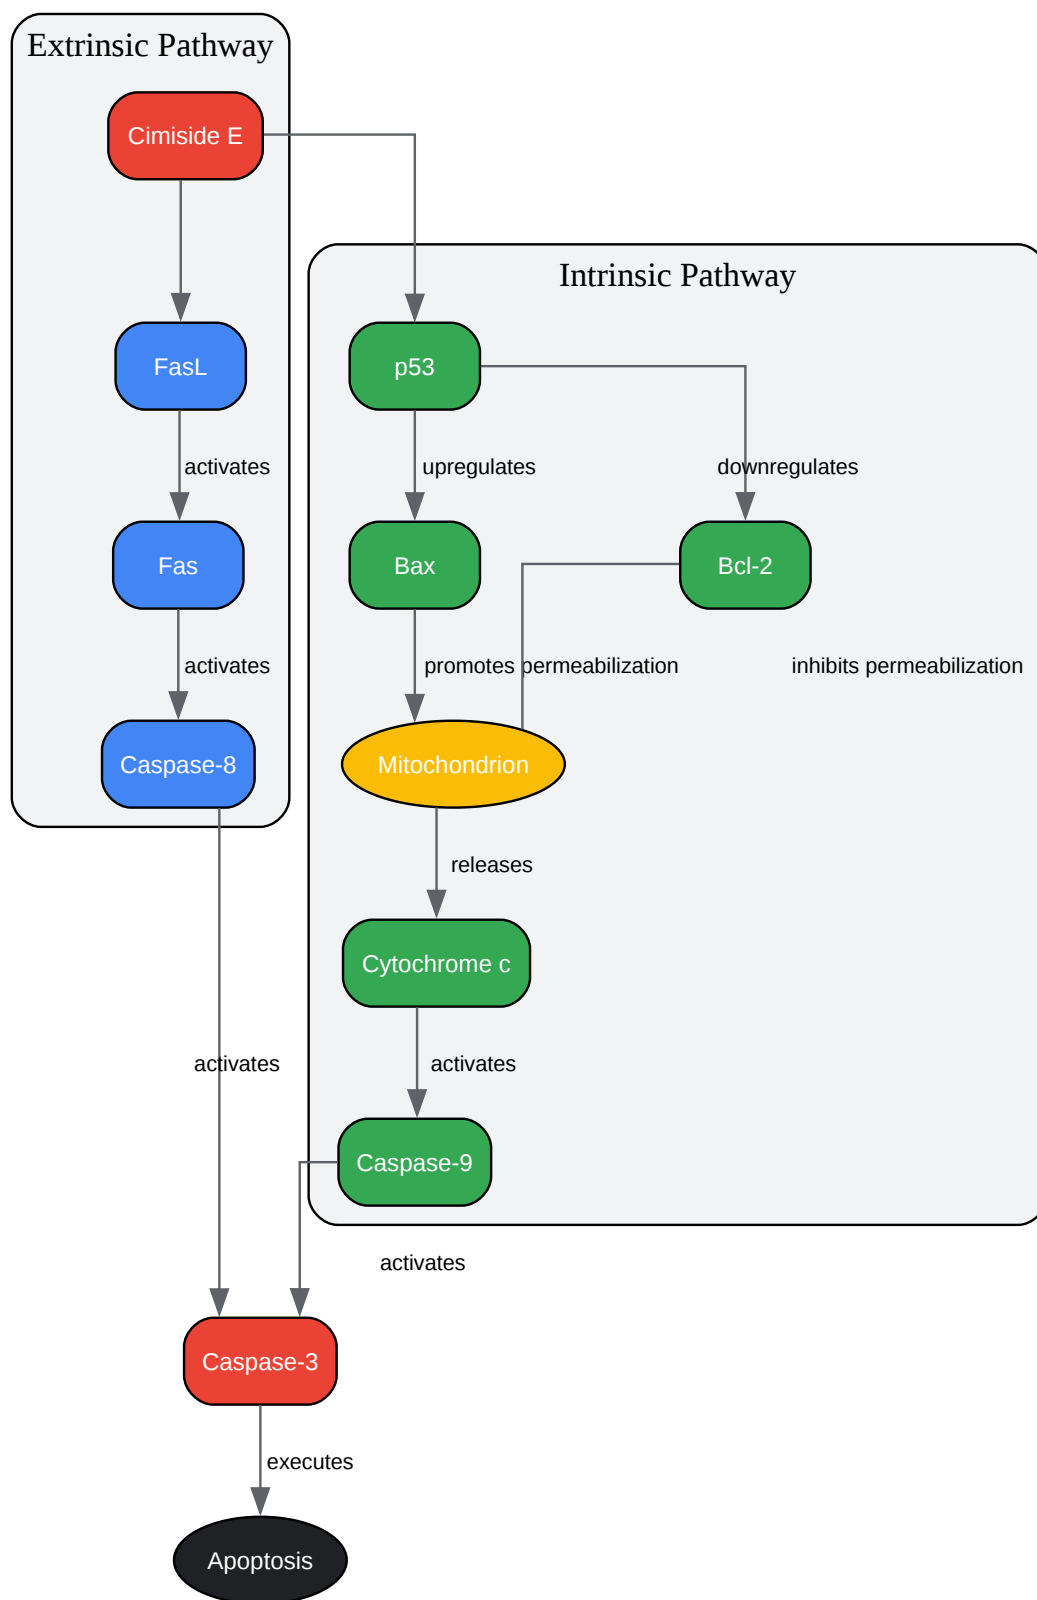 Extrinsic Pathway
Cimiside E
Intrinsic Pathway
FasL
p53
activates
upregulates
downregulates
Fas
Bax
Bcl-2
activates
promotes permeabilization
inhibits permeabilization
Caspase-8
Mitochondrion
releases
Cytochrome c
activates
activates
Caspase-9
activates
Caspase-3
executes
Apoptosis